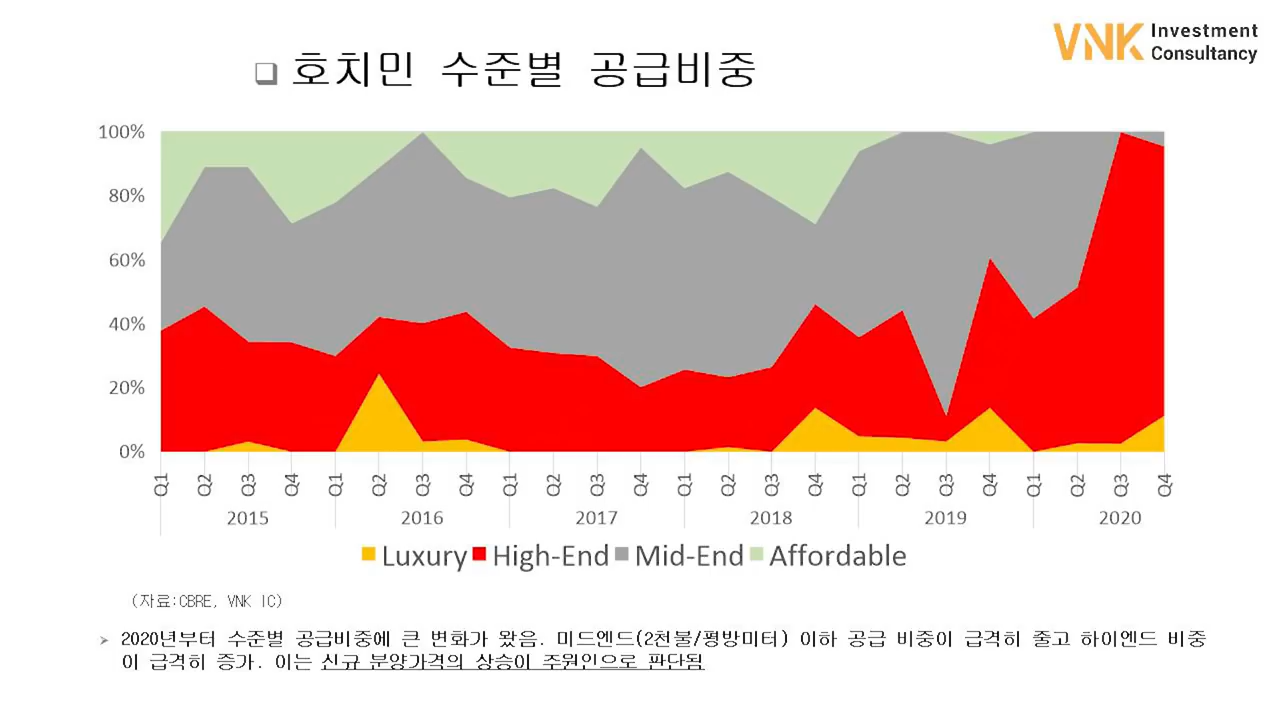 VNK Investment
Consultancy
❑ 호치민 수준별 공급비중
100%
80%
60%
40%
20%
0%
Q1 Q2 Q3 Q4 Q1 Q2 Q3 Q4 Q1 Q2 Q3 Q4 Q1 Q2 Q3 Q4 Q1 Q2 Q3 Q4 Q1 Q2 Q3 Q4
2015 2016 2017 2018 2019 2020
Luxury High-End Mid-End Affordable
(자료:CBRE, VNK IC)
➢ 2020년부터 수준별 공급비중에 큰 변화가 왔음. 미드엔드(2천불/평방미터) 이하 공급 비중이 급격히 줄고 하이엔드 비중
이 급격히 증가. 이는 신규 분양가격의 상승이 주원인으로 판단됨